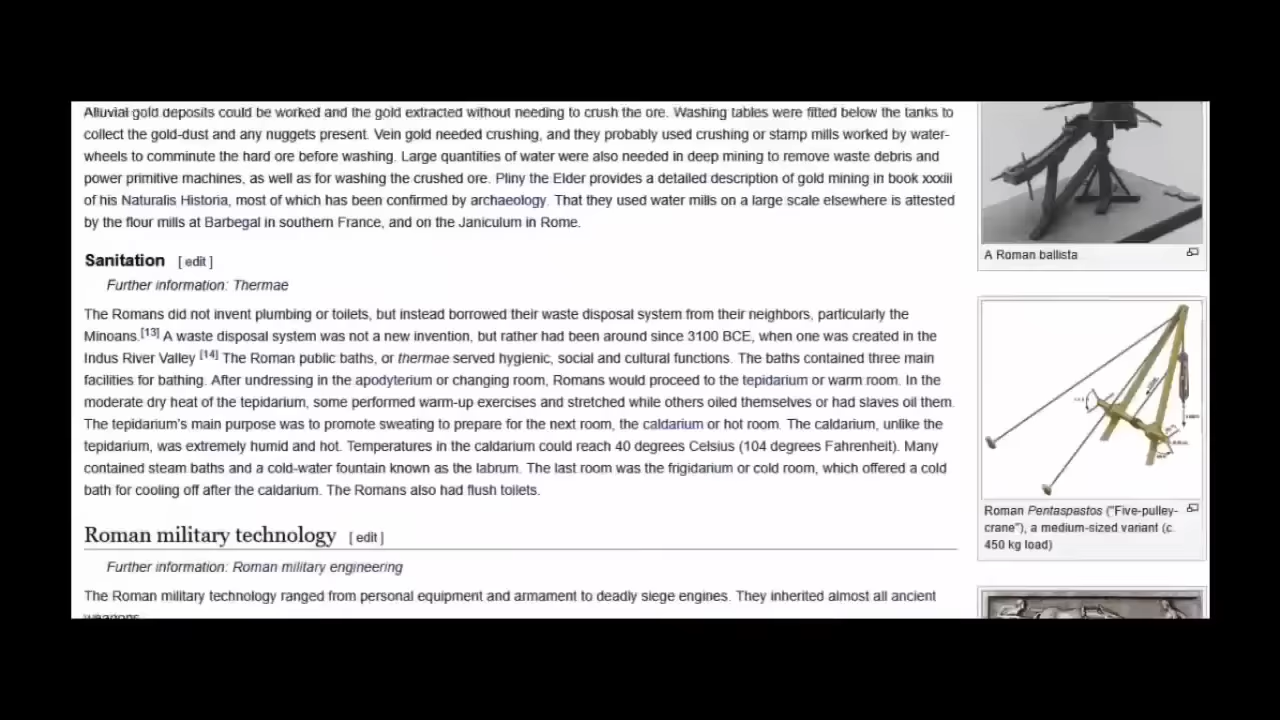 Alluvial gold deposits could be worked and the gold extracted without needing to crush the ore. Washing tables were fitted below the tanks to
collect the gold-dust and any nuggets present. Vein gold needed crushing, and they probably used crushing or stamp mills worked by water-
wheels to comminute the hard ore before washing. Large quantities of water were also needed in deep mining to remove waste debris and
power primitive machines, as well as for washing the crushed ore. Pliny the Elder provides a detailed description of gold mining in book xxxiii
of his Naturalis Historia, most of which has been confirmed by archaeology. That they used water mills on a large scale elsewhere is attested
by the flour mills at Barbegal in southern France, and on the Janiculum in Rome.
Sanitation [ edit ]
Further information: Thermae
The Romans did not invent plumbing or toilets, but instead borrowed their waste disposal system from their neighbors, particularly the
Minoans.[13] A waste disposal system was not a new invention, but rather had been around since 3100 BCE, when one was created in the
Indus River Valley [14] The Roman public baths, or thermae served hygienic, social and cultural functions. The baths contained three main
facilities for bathing. After undressing in the apodyterium or changing room, Romans would proceed to the tepidarium or warm room. In the
moderate dry heat of the tepidarium, some performed warm-up exercises and stretched while others oiled themselves or had slaves oil them.
The tepidarium's main purpose was to promote sweating to prepare for the next room, the caldarium or hot room. The caldarium, unlike the
tepidarium, was extremely humid and hot. Temperatures in the caldarium could reach 40 degrees Celsius (104 degrees Fahrenheit). Many
contained steam baths and a cold-water fountain known as the labrum. The last room was the frigidarium or cold room, which offered a cold
bath for cooling off after the caldarium. The Romans also had flush toilets.
Roman military technology [ edit ]
Further information: Roman military engineering
The Roman military technology ranged from personal equipment and armament to deadly siege engines. They inherited almost all ancient
weapons.
A Roman ballista
Roman Pentaspastos ("Five-pulley-
crane"), a medium-sized variant (c.
450 kg load)